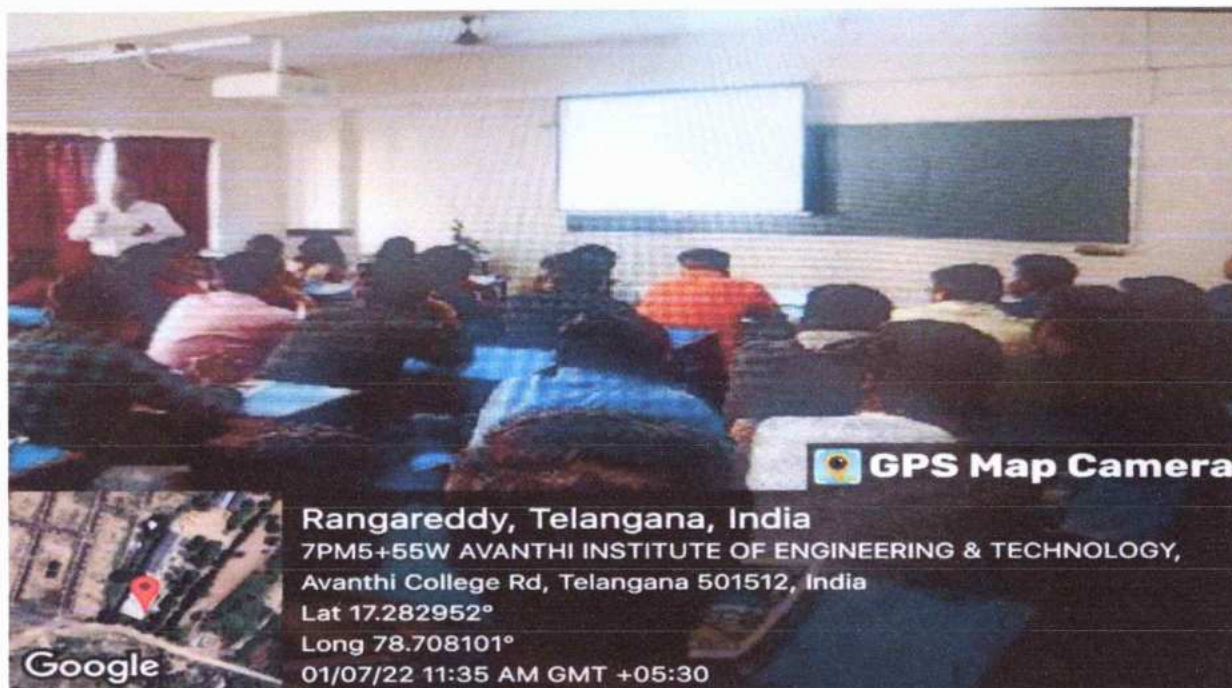 GPS Map Camera
Rangareddy, Telangana, India
7PM5+55W AVANTHI INSTITUTE OF ENGINEERING & TECHNOLOGY,
Avanthi College Rd, Telangana 501512, India
Lat 17.282952°
Long 78.708101°
01/07/22 11:35 AM GMT +05:30
Google